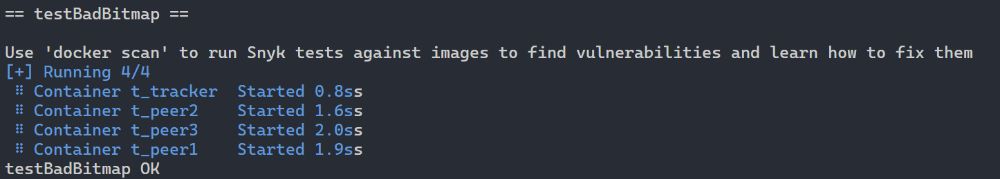 == testBadBitmap ==
Use 'docker scan' to run Snyk tests against images to find vulnerabilities and learn how to fix them
[+] Running 4/4
⠿ Container t_tracker  Started 0.8ss
⠿ Container t_peer2    Started 1.6ss
⠿ Container t_peer3    Started 2.0ss
⠿ Container t_peer1    Started 1.9ss
testBadBitmap OK